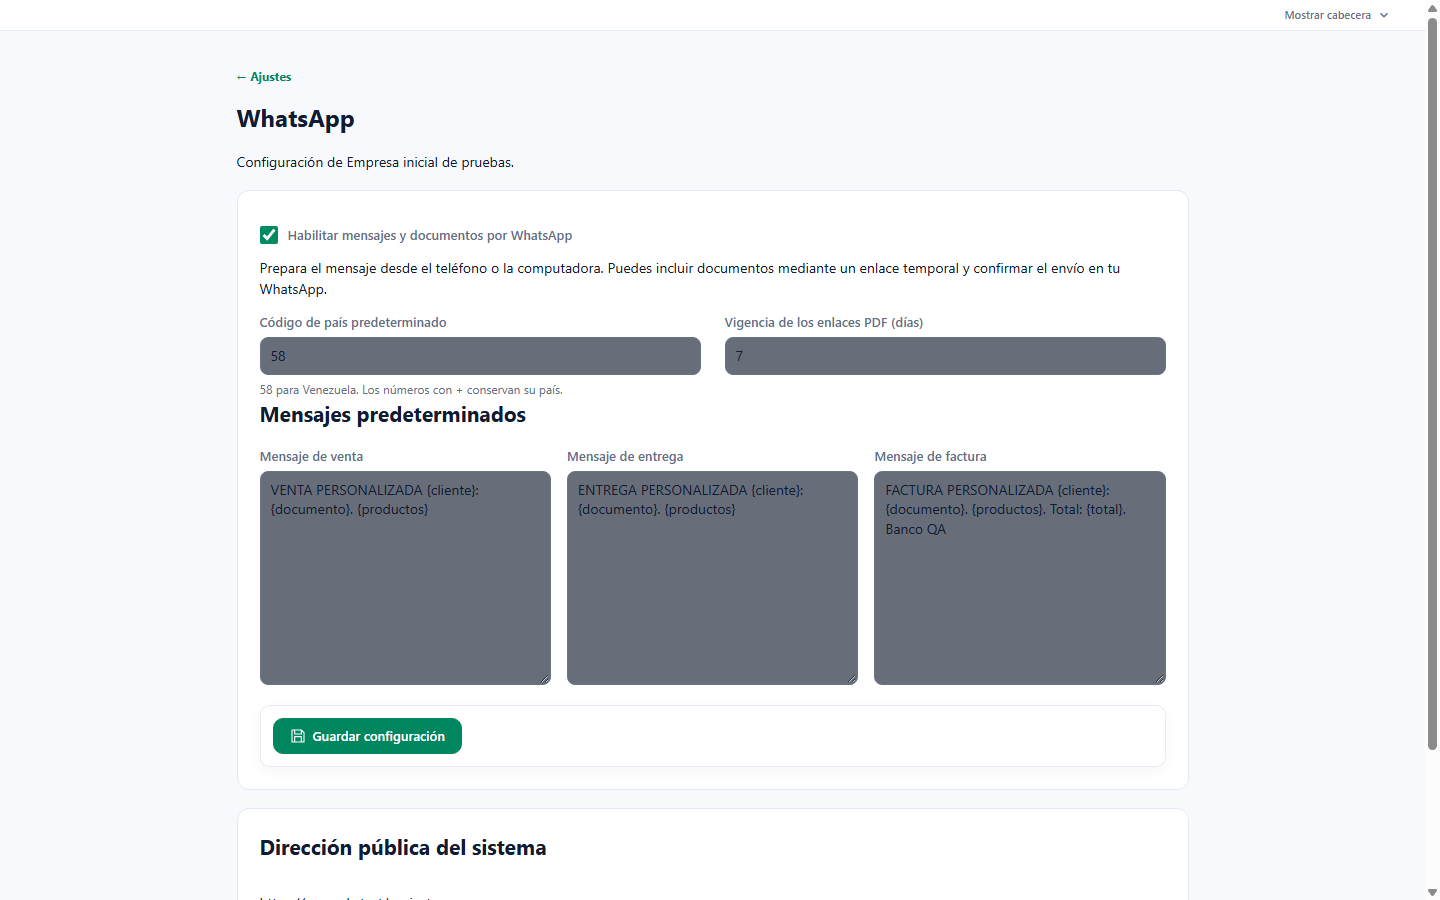 Mostrar cabecera
← Ajustes
WhatsApp
Configuración de Empresa inicial de pruebas.
Habilitar mensajes y documentos por WhatsApp
Prepara el mensaje desde el teléfono o la computadora. Puedes incluir documentos mediante un enlace temporal y confirmar el envío en tu
WhatsApp.
Código de país predeterminado
58
58 para Venezuela. Los números con + conservan su país.
Vigencia de los enlaces PDF (días)
7
Mensajes predeterminados
Mensaje de venta
VENTA PERSONALIZADA {cliente}:
{documento}. {productos}
Mensaje de entrega
ENTREGA PERSONALIZADA {cliente}:
{documento}. {productos}
Mensaje de factura
FACTURA PERSONALIZADA {cliente}:
{documento}. {productos}. Total: {total}.
Banco QA
Guardar configuración
Dirección pública del sistema